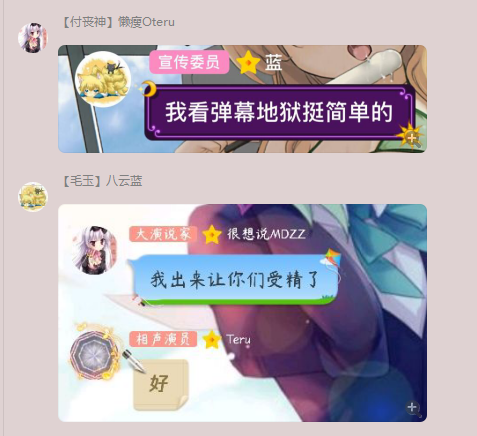 【付丧神】懒瘦Oteru
宣传委员
蓝
我看弹幕地狱挺简单的
【毛玉】八云蓝
大演说家
很想说MDZZ
我出来让你们受精了
相声演员
Teru
好